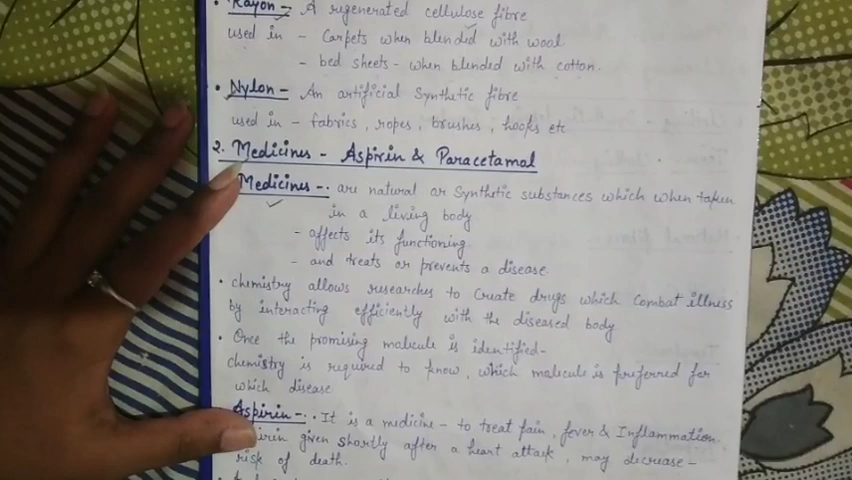 • Rayon - A regenerated cellulose fibre
used in - Carpets when blended with wool
- bed sheets - when blended with cotton.
• Nylon - An artificial Synthetic fibre
used in - fabrics, ropes, brushes, hooks etc
2. Medicines - Aspirin & Paracetamol
Medicines - • are natural or Synthetic substances which when taken
in a living body
- affects its functioning
- and treats or prevents a disease
• chemistry allows researches to Create drugs which Combat illness
by interacting efficiently with the diseased body
• Once the promising malecule is identified-
chemistry is required to know, which malecule is preferred for
which disease
Aspirin - • It is a medicine - to treat pain, fever & Inflammation.
given shortly after a heart attack, may decrease -
risk of death.